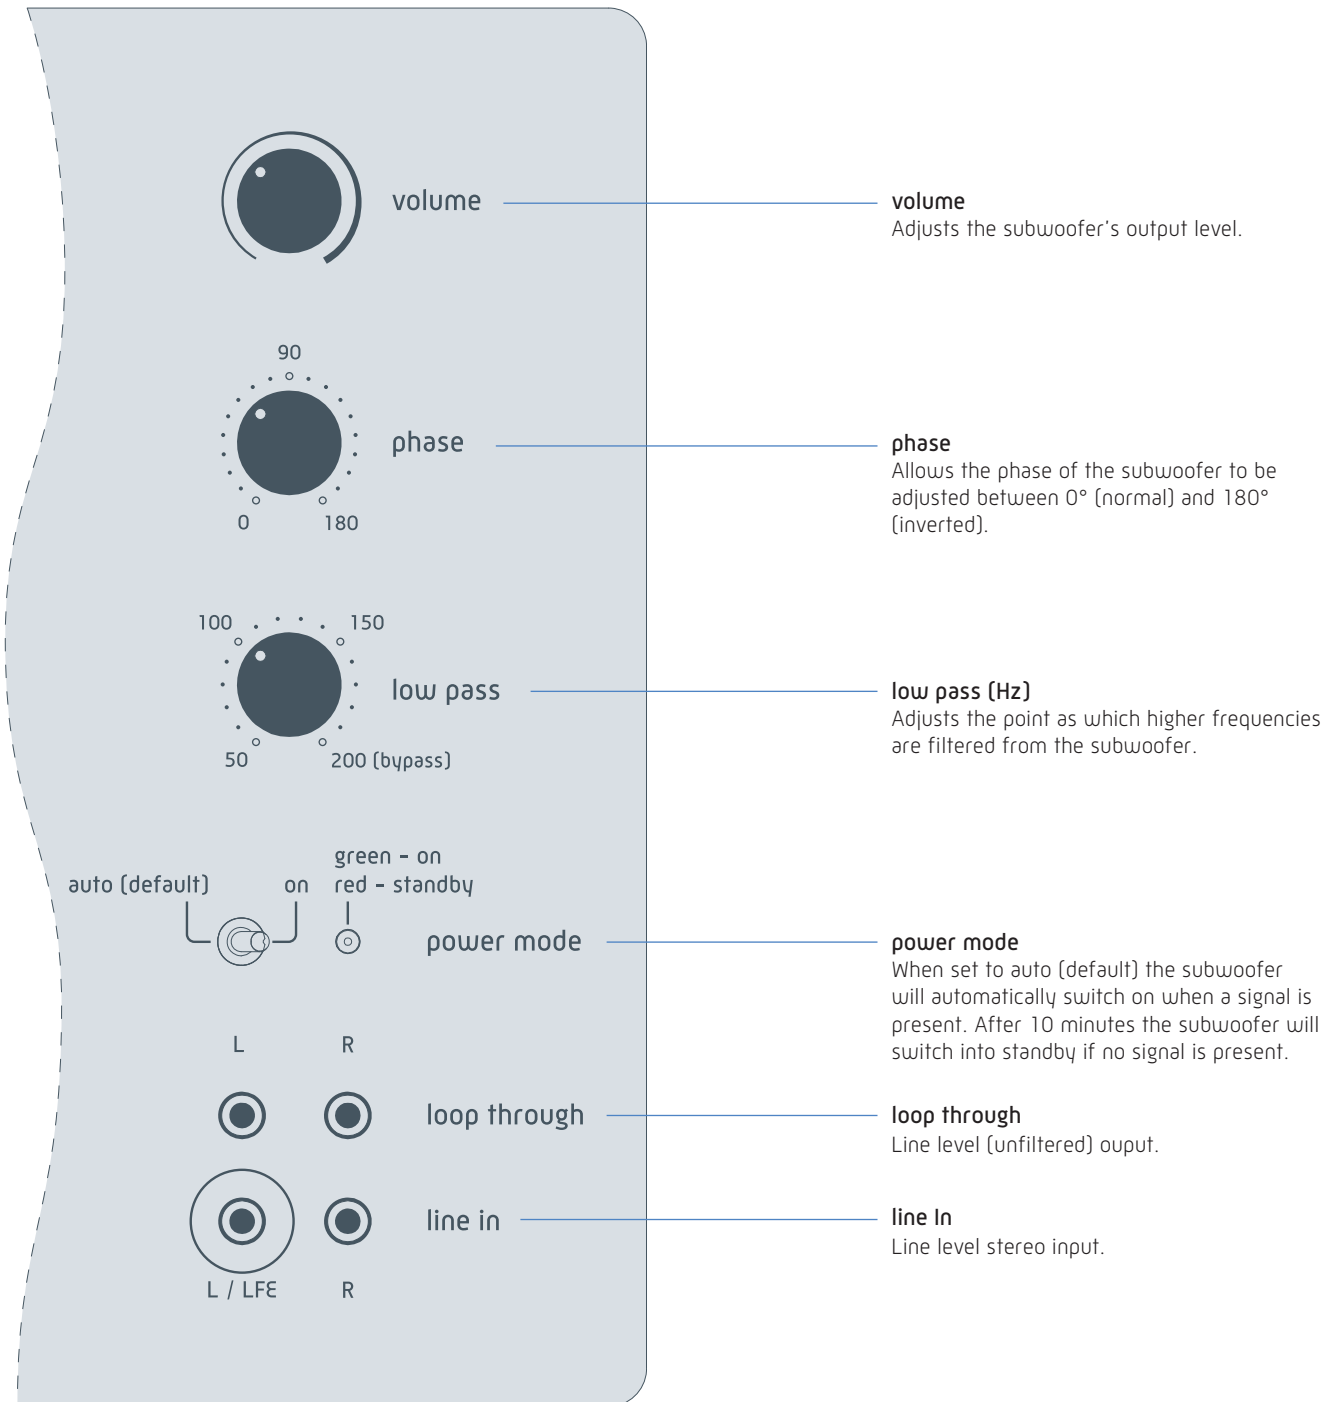 volume
volume
Adjusts the subwoofer's output level.
90
phase
0
180
phase
Allows the phase of the subwoofer to be
adjusted between 0° (normal) and 180°
(inverted).
100
150
low pass
50
200 (bypass)
low pass (Hz)
Adjusts the point as which higher frequencies
are filtered from the subwoofer.
green - on
auto (default)
on
red - standby
power mode
power mode
When set to auto (default) the subwoofer
will automatically switch on when a signal is
present. After 10 minutes the subwoofer will
switch into standby if no signal is present.
L
R
loop through
loop through
Line level (unfiltered) ouput.
line in
L / LFE
R
line In
Line level stereo input.